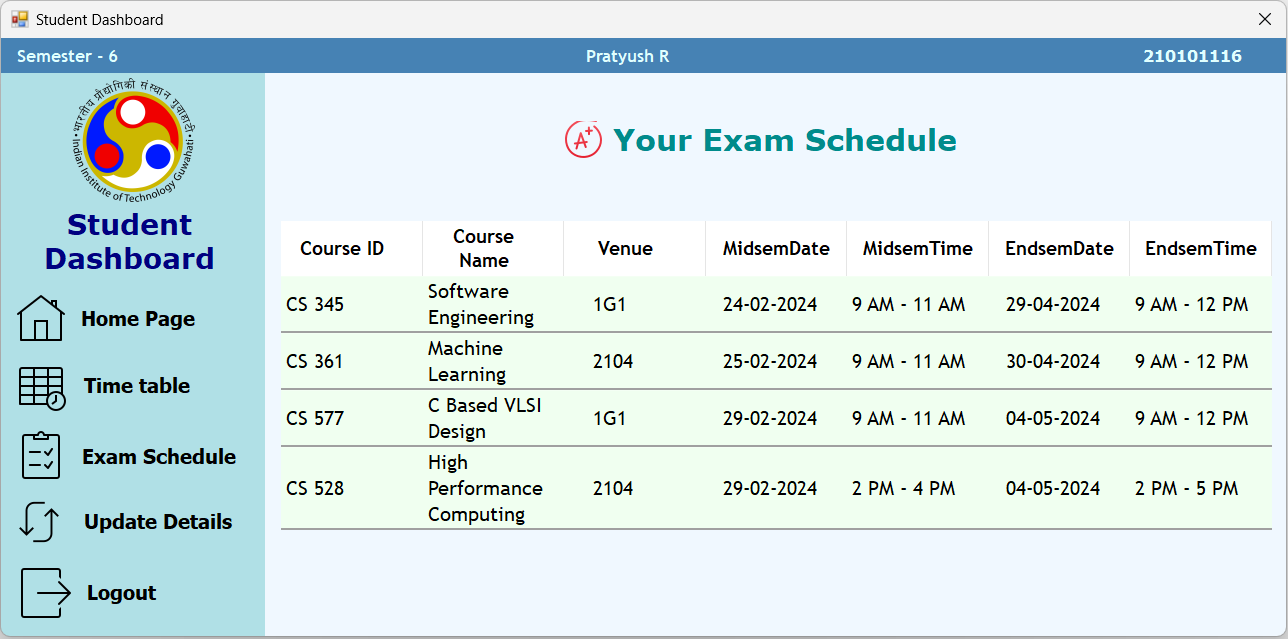 Student Dashboard
Semester - 6 Pratyush R 210101116
भारतीय प्रौद्योगिकी संस्थान गुवाहाटी
Indian Institute of Technology Guwahati
Student
Dashboard
Home Page
Time table
Exam Schedule
Update Details
Logout
A+ Your Exam Schedule
Course ID Course Name Venue MidsemDate MidsemTime EndsemDate EndsemTime
CS 345 Software Engineering 1G1 24-02-2024 9 AM - 11 AM 29-04-2024 9 AM - 12 PM
CS 361 Machine Learning 2104 25-02-2024 9 AM - 11 AM 30-04-2024 9 AM - 12 PM
CS 577 C Based VLSI Design 1G1 29-02-2024 9 AM - 11 AM 04-05-2024 9 AM - 12 PM
CS 528 High Performance Computing 2104 29-02-2024 2 PM - 4 PM 04-05-2024 2 PM - 5 PM